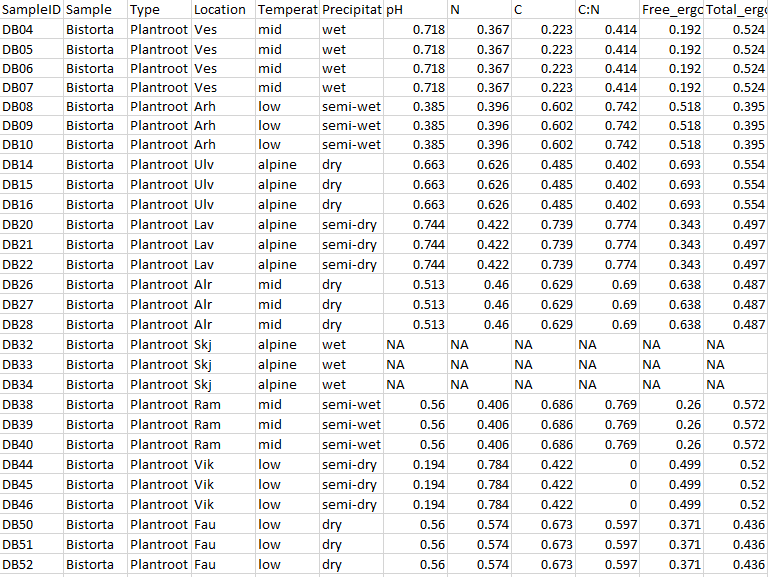 SampleID Sample Type Location Temperat Precipitat pH N C C:N Free_ergo Total_ergo
DB04 Bistorta Plantroot Ves mid wet 0.718 0.367 0.223 0.414 0.192 0.524
DB05 Bistorta Plantroot Ves mid wet 0.718 0.367 0.223 0.414 0.192 0.524
DB06 Bistorta Plantroot Ves mid wet 0.718 0.367 0.223 0.414 0.192 0.524
DB07 Bistorta Plantroot Ves mid wet 0.718 0.367 0.223 0.414 0.192 0.524
DB08 Bistorta Plantroot Arh low semi-wet 0.385 0.396 0.602 0.742 0.518 0.395
DB09 Bistorta Plantroot Arh low semi-wet 0.385 0.396 0.602 0.742 0.518 0.395
DB10 Bistorta Plantroot Arh low semi-wet 0.385 0.396 0.602 0.742 0.518 0.395
DB14 Bistorta Plantroot Ulv alpine dry 0.663 0.626 0.485 0.402 0.693 0.554
DB15 Bistorta Plantroot Ulv alpine dry 0.663 0.626 0.485 0.402 0.693 0.554
DB16 Bistorta Plantroot Ulv alpine dry 0.663 0.626 0.485 0.402 0.693 0.554
DB20 Bistorta Plantroot Lav alpine semi-dry 0.744 0.422 0.739 0.774 0.343 0.497
DB21 Bistorta Plantroot Lav alpine semi-dry 0.744 0.422 0.739 0.774 0.343 0.497
DB22 Bistorta Plantroot Lav alpine semi-dry 0.744 0.422 0.739 0.774 0.343 0.497
DB26 Bistorta Plantroot Alr mid dry 0.513 0.46 0.629 0.69 0.638 0.487
DB27 Bistorta Plantroot Alr mid dry 0.513 0.46 0.629 0.69 0.638 0.487
DB28 Bistorta Plantroot Alr mid dry 0.513 0.46 0.629 0.69 0.638 0.487
DB32 Bistorta Plantroot Skj alpine wet NA NA NA NA NA NA
DB33 Bistorta Plantroot Skj alpine wet NA NA NA NA NA NA
DB34 Bistorta Plantroot Skj alpine wet NA NA NA NA NA NA
DB38 Bistorta Plantroot Ram mid semi-wet 0.56 0.406 0.686 0.769 0.26 0.572
DB39 Bistorta Plantroot Ram mid semi-wet 0.56 0.406 0.686 0.769 0.26 0.572
DB40 Bistorta Plantroot Ram mid semi-wet 0.56 0.406 0.686 0.769 0.26 0.572
DB44 Bistorta Plantroot Vik low semi-dry 0.194 0.784 0.422 0 0.499 0.52
DB45 Bistorta Plantroot Vik low semi-dry 0.194 0.784 0.422 0 0.499 0.52
DB46 Bistorta Plantroot Vik low semi-dry 0.194 0.784 0.422 0 0.499 0.52
DB50 Bistorta Plantroot Fau low dry 0.56 0.574 0.673 0.597 0.371 0.436
DB51 Bistorta Plantroot Fau low dry 0.56 0.574 0.673 0.597 0.371 0.436
DB52 Bistorta Plantroot Fau low dry 0.56 0.574 0.673 0.597 0.371 0.436